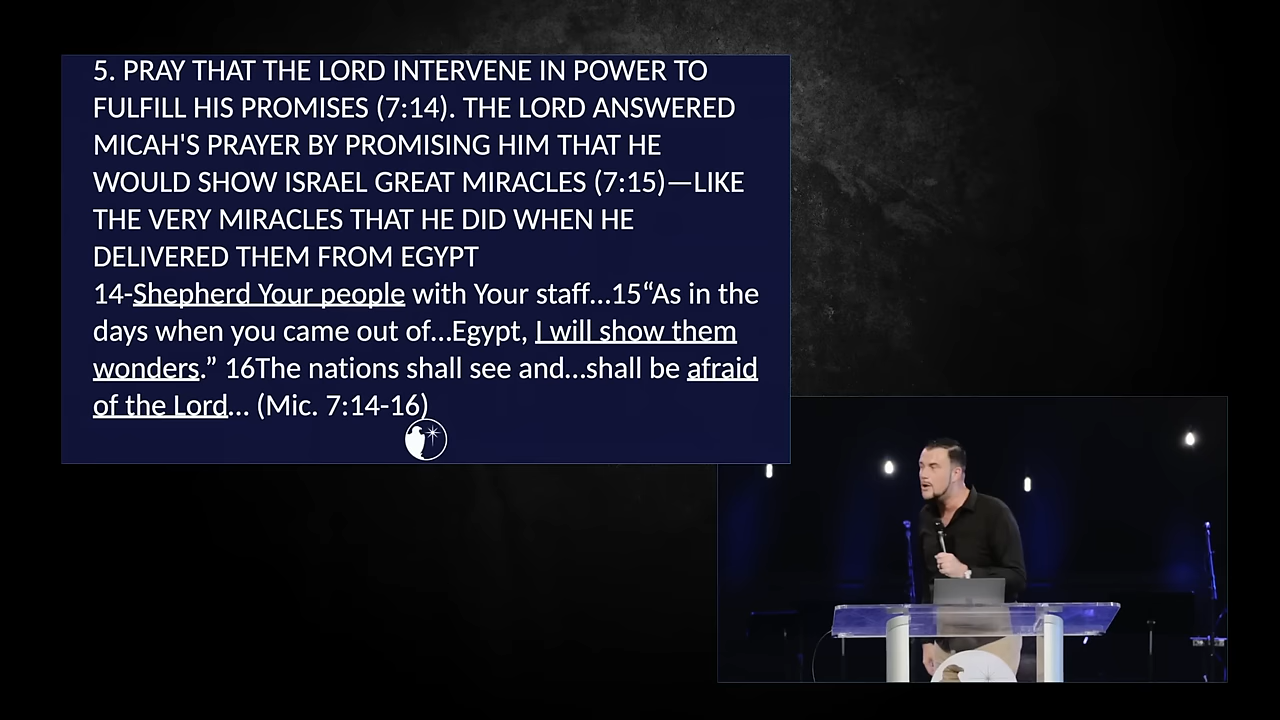 5. PRAY THAT THE LORD INTERVENE IN POWER TO
FULFILL HIS PROMISES (7:14). THE LORD ANSWERED
MICAH'S PRAYER BY PROMISING HIM THAT HE
WOULD SHOW ISRAEL GREAT MIRACLES (7:15)—LIKE
THE VERY MIRACLES THAT HE DID WHEN HE
DELIVERED THEM FROM EGYPT
14-Shepherd Your people with Your staff…15“As in the
days when you came out of…Egypt, I will show them
wonders.” 16The nations shall see and…shall be afraid
of the Lord… (Mic. 7:14-16)